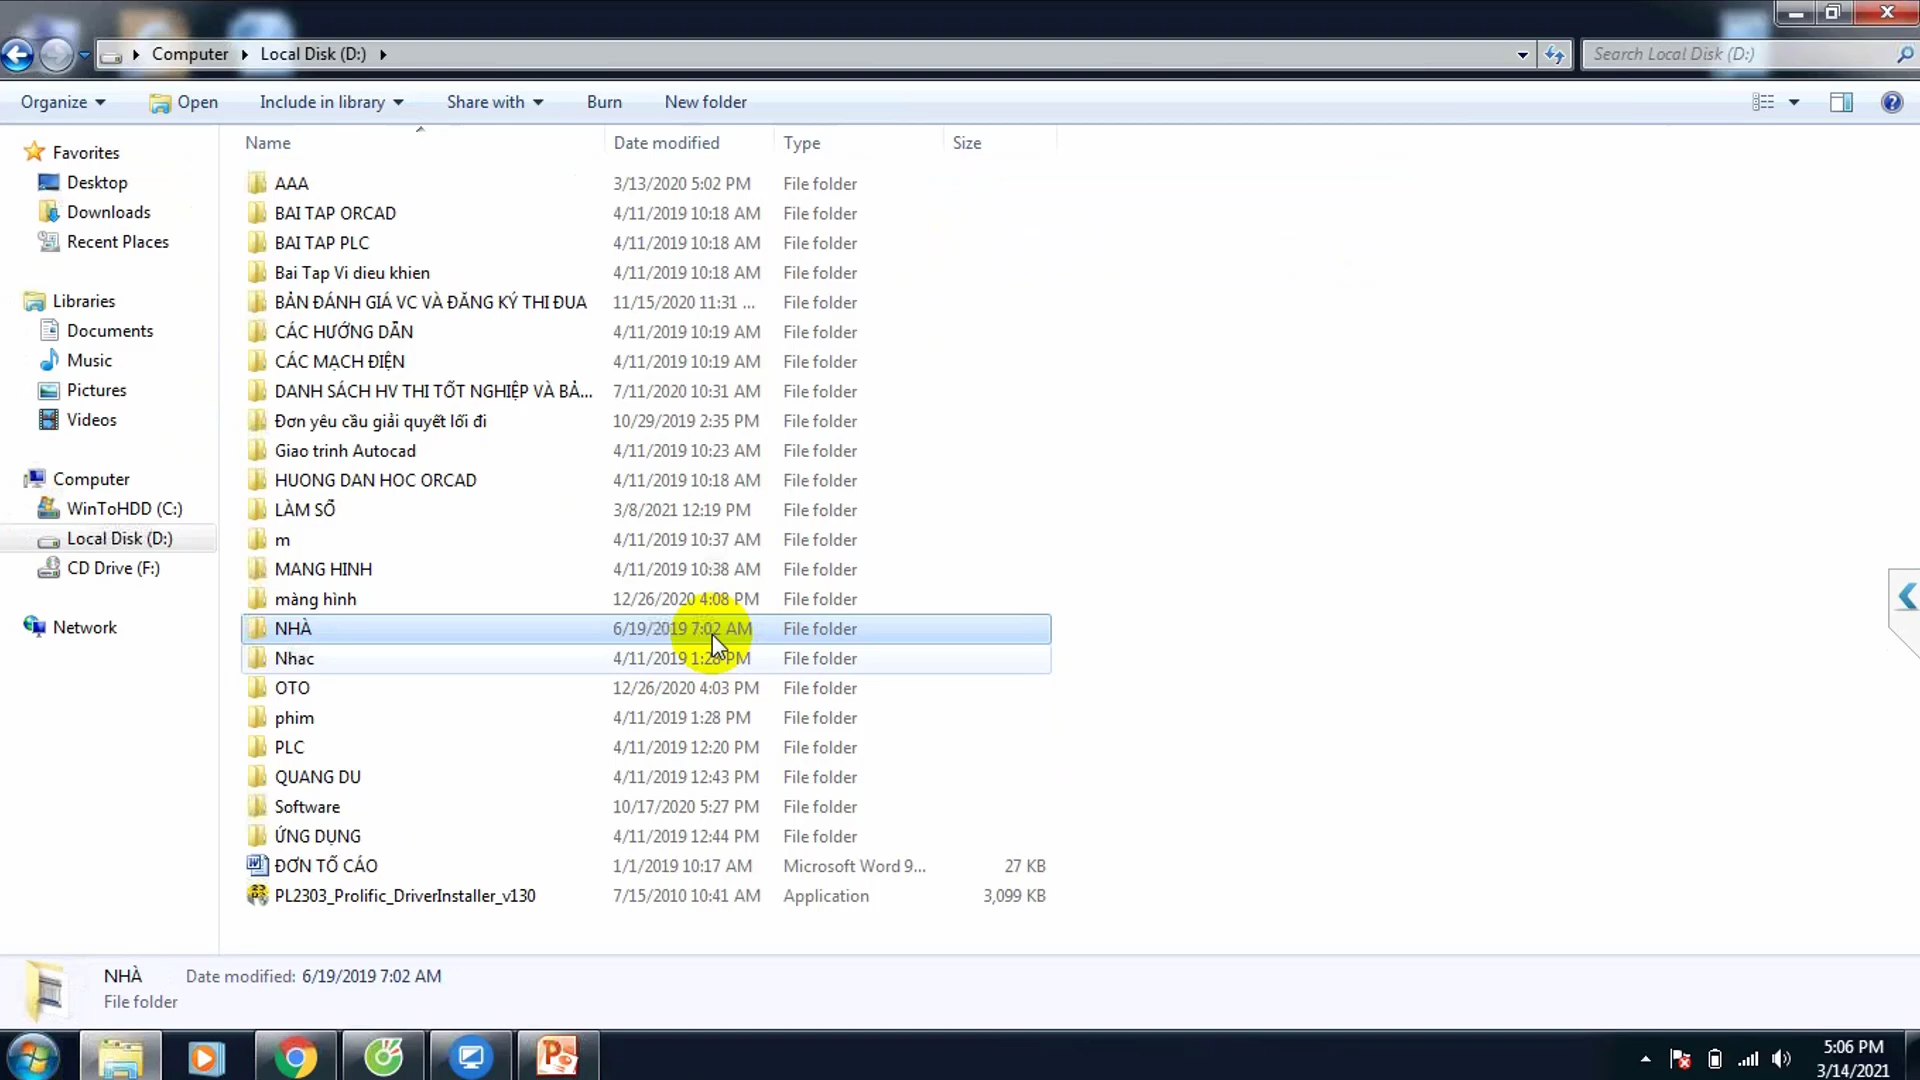 Computer Local Disk (D:)
Search Local Disk (D:)
Organize Open Include in library Share with Burn New folder
Name Date modified Type Size
Favorites
Desktop
Downloads
Recent Places
Libraries
Documents
Music
Pictures
Videos
Computer
WinToHDD (C:)
Local Disk (D:)
CD Drive (F:)
Network
AAA 3/13/2020 5:02 PM File folder
BAI TAP ORCAD 4/11/2019 10:18 AM File folder
BAI TAP PLC 4/11/2019 10:18 AM File folder
Bai Tap Vi dieu khien 4/11/2019 10:18 AM File folder
BẢN ĐÁNH GIÁ VC VÀ ĐĂNG KÝ THI ĐUA 11/15/2020 11:31 ... File folder
CÁC HƯỚNG DẪN 4/11/2019 10:19 AM File folder
CÁC MẠCH ĐIỆN 4/11/2019 10:19 AM File folder
DANH SÁCH HV THI TỐT NGHIỆP VÀ BẢ... 7/11/2020 10:31 AM File folder
Đơn yêu cầu giải quyết lối đi 10/29/2019 2:35 PM File folder
Giao trinh Autocad 4/11/2019 10:23 AM File folder
HUONG DAN HOC ORCAD 4/11/2019 10:18 AM File folder
LÀM SỔ 3/8/2021 12:19 PM File folder
m 4/11/2019 10:37 AM File folder
MANG HINH 4/11/2019 10:38 AM File folder
màng hình 12/26/2020 4:08 PM File folder
NHÀ 6/19/2019 7:02 AM File folder
Nhac 4/11/2019 1:28 PM File folder
OTO 12/26/2020 4:03 PM File folder
phim 4/11/2019 1:28 PM File folder
PLC 4/11/2019 12:20 PM File folder
QUANG DU 4/11/2019 12:43 PM File folder
Software 10/17/2020 5:27 PM File folder
ỨNG DỤNG 4/11/2019 12:44 PM File folder
ĐƠN TỐ CÁO 1/1/2019 10:17 AM Microsoft Word 9... 27 KB
PL2303_Prolific_DriverInstaller_v130 7/15/2010 10:41 AM Application 3,099 KB
NHÀ Date modified: 6/19/2019 7:02 AM
File folder
5:06 PM
3/14/2021